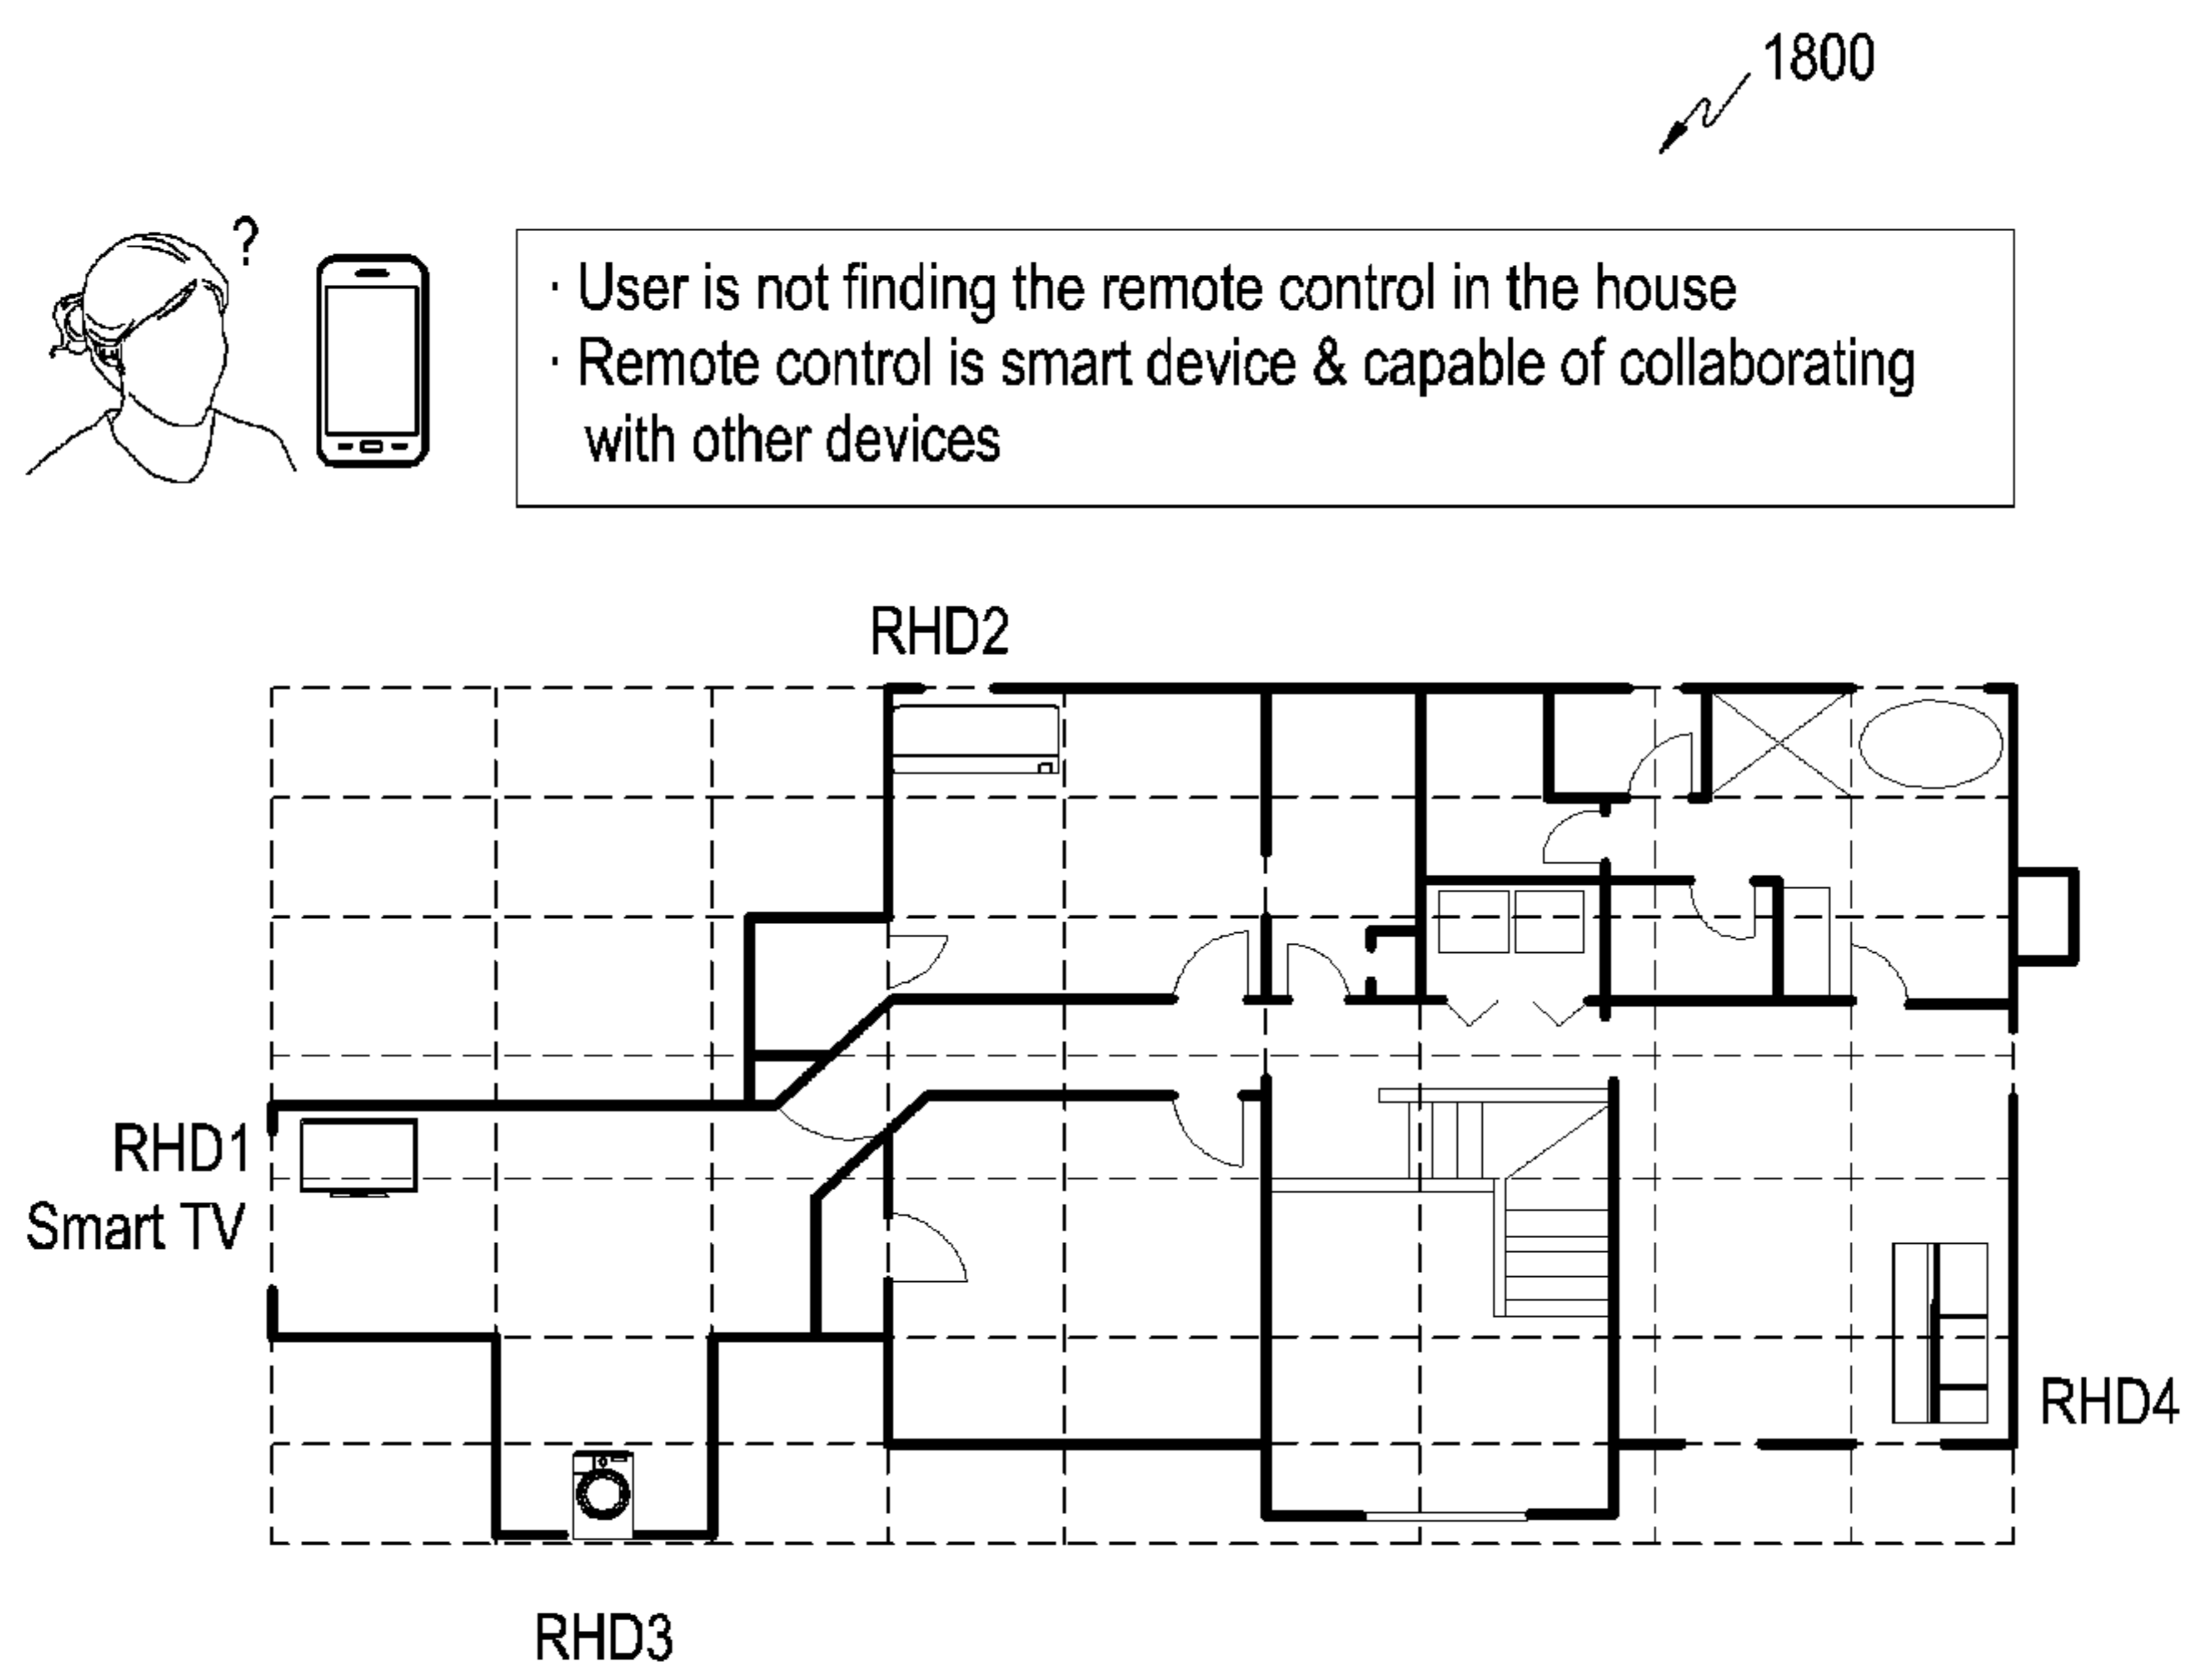 1800
?
· User is not finding the remote control in the house
· Remote control is smart device & capable of collaborating
with other devices
RHD2
RHD1
Smart TV
RHD4
RHD3